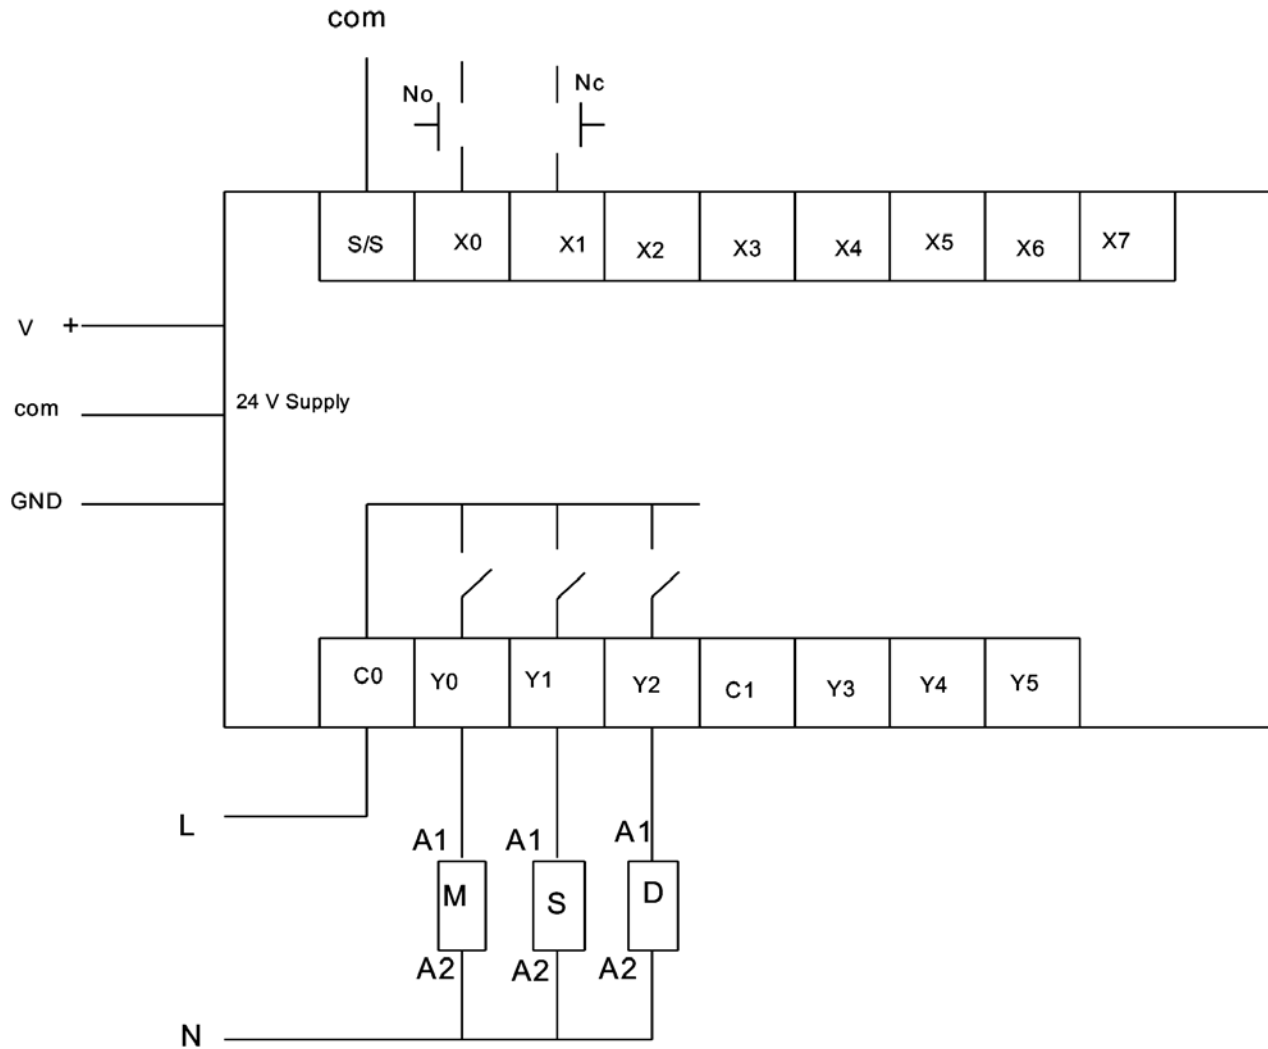 com
No Nc
S/S X0 X1 X2 X3 X4 X5 X6 X7
V +
com
24 V Supply
GND
C0 Y0 Y1 Y2 C1 Y3 Y4 Y5
L
A1 A1 A1
M S D
A2 A2 A2
N